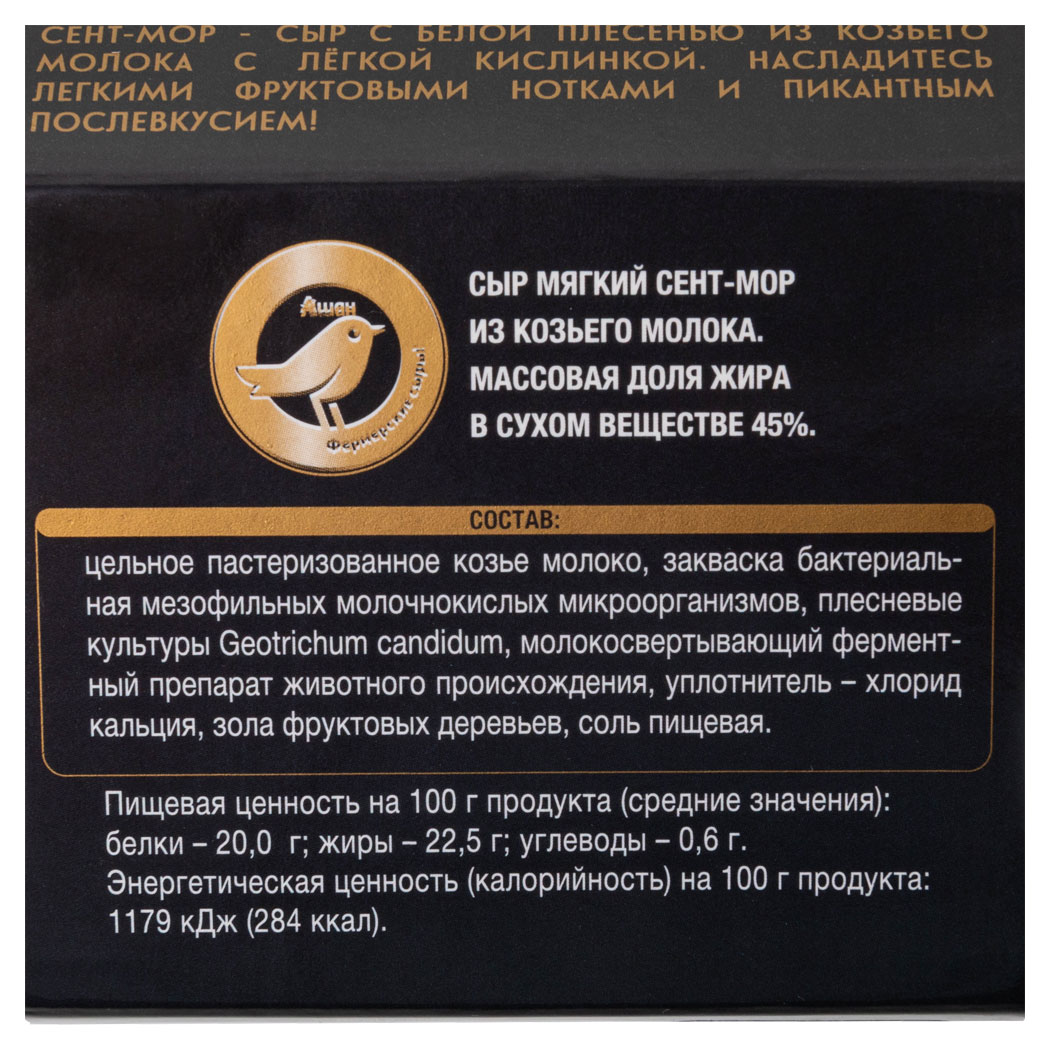 СЕНТ-МОР - СЫР С БЕЛОЙ ПЛЕСЕНЬЮ ИЗ КОЗЬЕГО
МОЛОКА С ЛЁГКОЙ КИСЛИНКОЙ. НАСЛАДИТЕСЬ
ЛЕГКИМИ ФРУКТОВЫМИ НОТКАМИ И ПИКАНТНЫМ
ПОСЛЕВКУСИЕМ!
Ашан
Фермерские сыры!
СЫР МЯГКИЙ СЕНТ-МОР
ИЗ КОЗЬЕГО МОЛОКА.
МАССОВАЯ ДОЛЯ ЖИРА
В СУХОМ ВЕЩЕСТВЕ 45%.
СОСТАВ:
цельное пастеризованное козье молоко, закваска бактериаль-
ная мезофильных молочнокислых микроорганизмов, плесневые
культуры Geotrichum candidum, молокосвертывающий фермент-
ный препарат животного происхождения, уплотнитель – хлорид
кальция, зола фруктовых деревьев, соль пищевая.
Пищевая ценность на 100 г продукта (средние значения):
белки – 20,0 г; жиры – 22,5 г; углеводы – 0,6 г.
Энергетическая ценность (калорийность) на 100 г продукта:
1179 кДж (284 ккал).